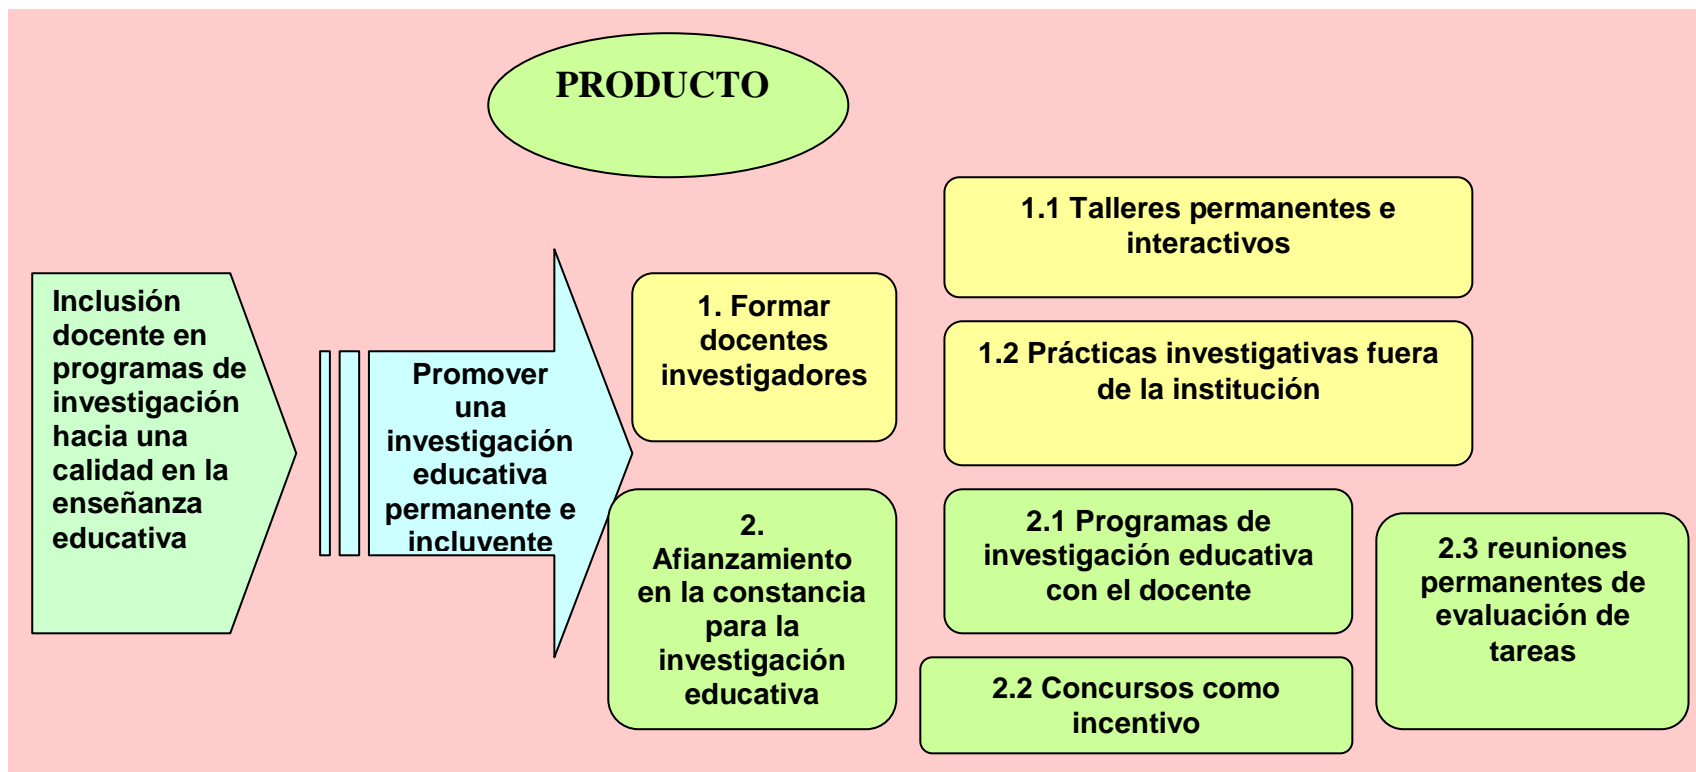 PRODUCTO
Inclusión
docente en
programas de
investigación
hacia una
calidad en la
enseñanza
educativa
Promover
una
investigación
educativa
permanente e
incluyente
1. Formar
docentes
investigadores
1.1 Talleres permanentes e
interactivos
1.2 Prácticas investigativas fuera
de la institución
2.
Afianzamiento
en la constancia
para la
investigación
educativa
2.1 Programas de
investigación educativa
con el docente
2.2 Concursos como
incentivo
2.3 reuniones
permanentes de
evaluación de
tareas